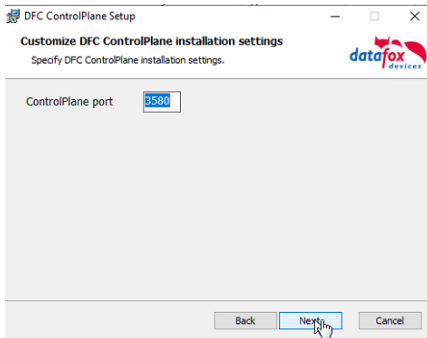 DFC ControlPlane Setup
Customize DFC ControlPlane installation settings
Specify DFC ControlPlane installation settings.
datafox
devices
ControlPlane port 3580
Back Next Cancel